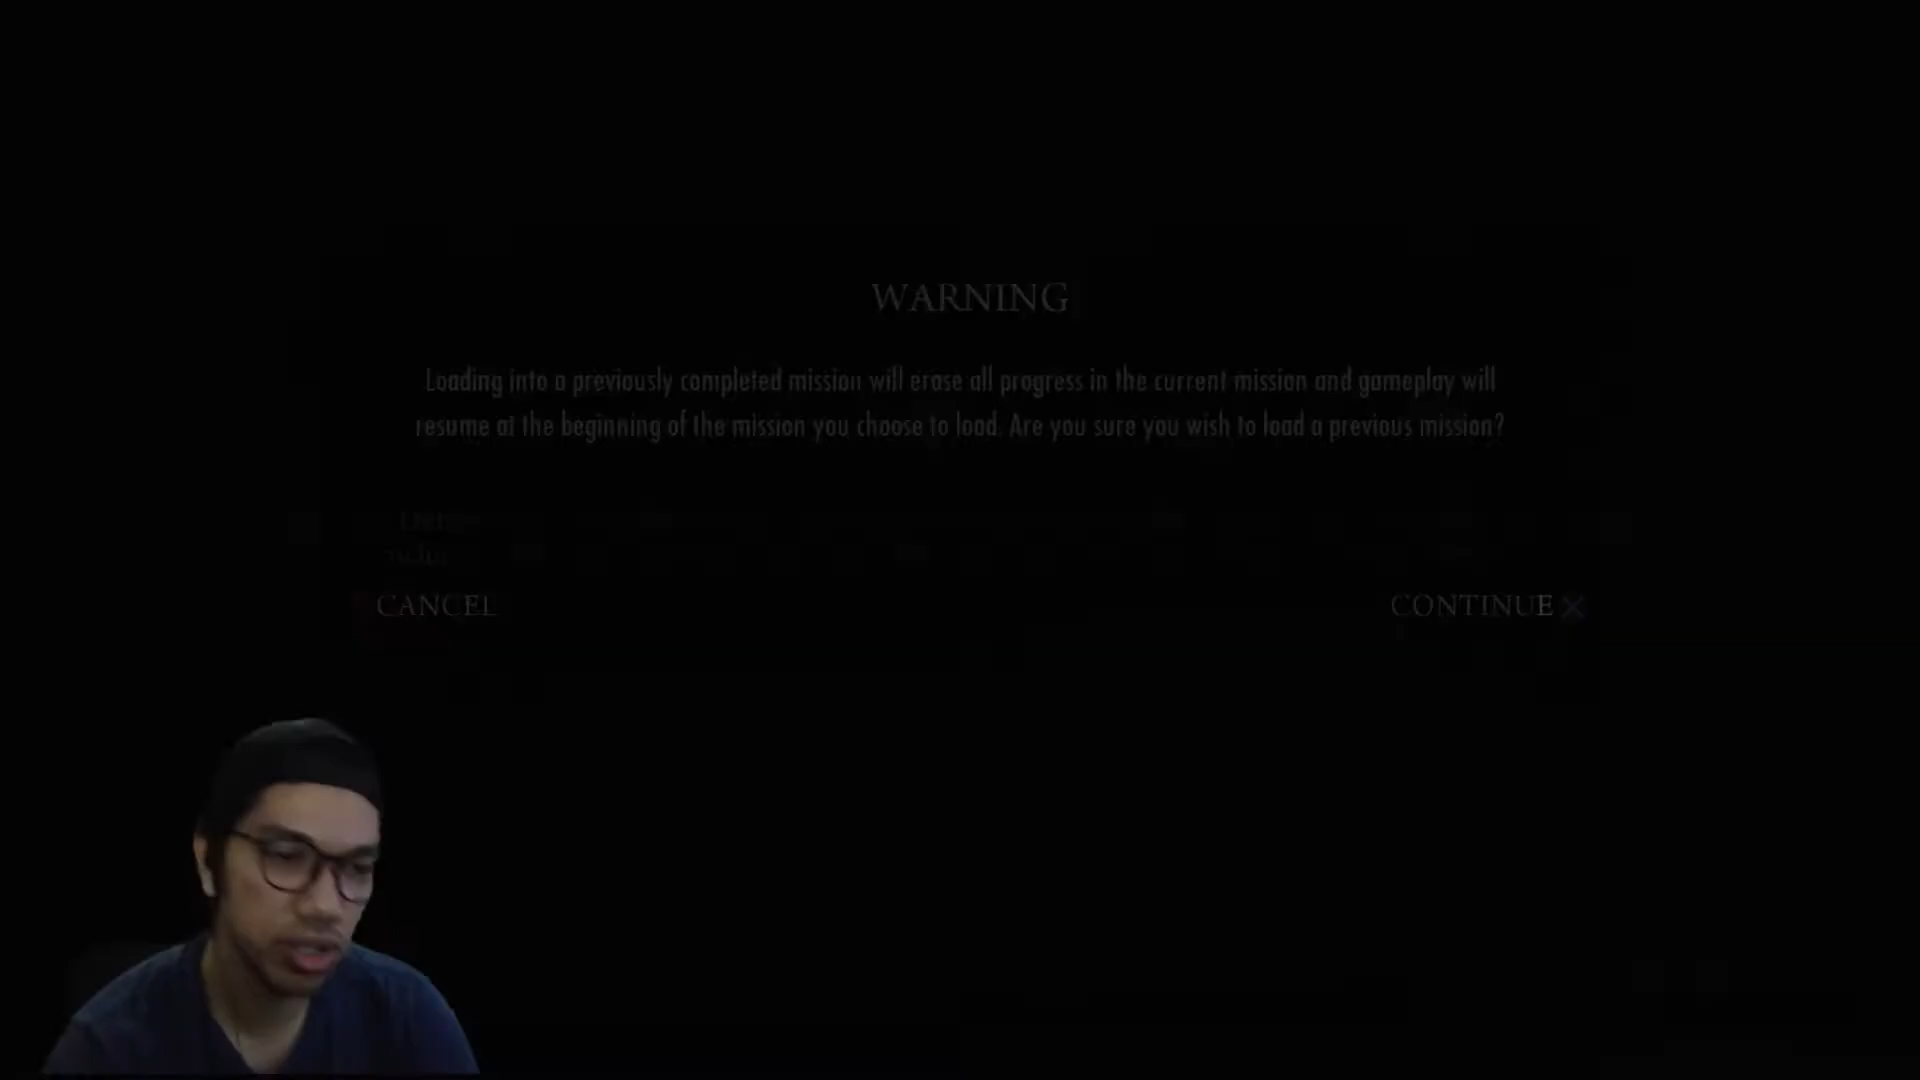 WARNING
Loading into a previously completed mission will erase all progress in the current mission and gameplay will
resume at the beginning of the mission you choose to load. Are you sure you wish to load a previous mission?
CANCEL
CONTINUE